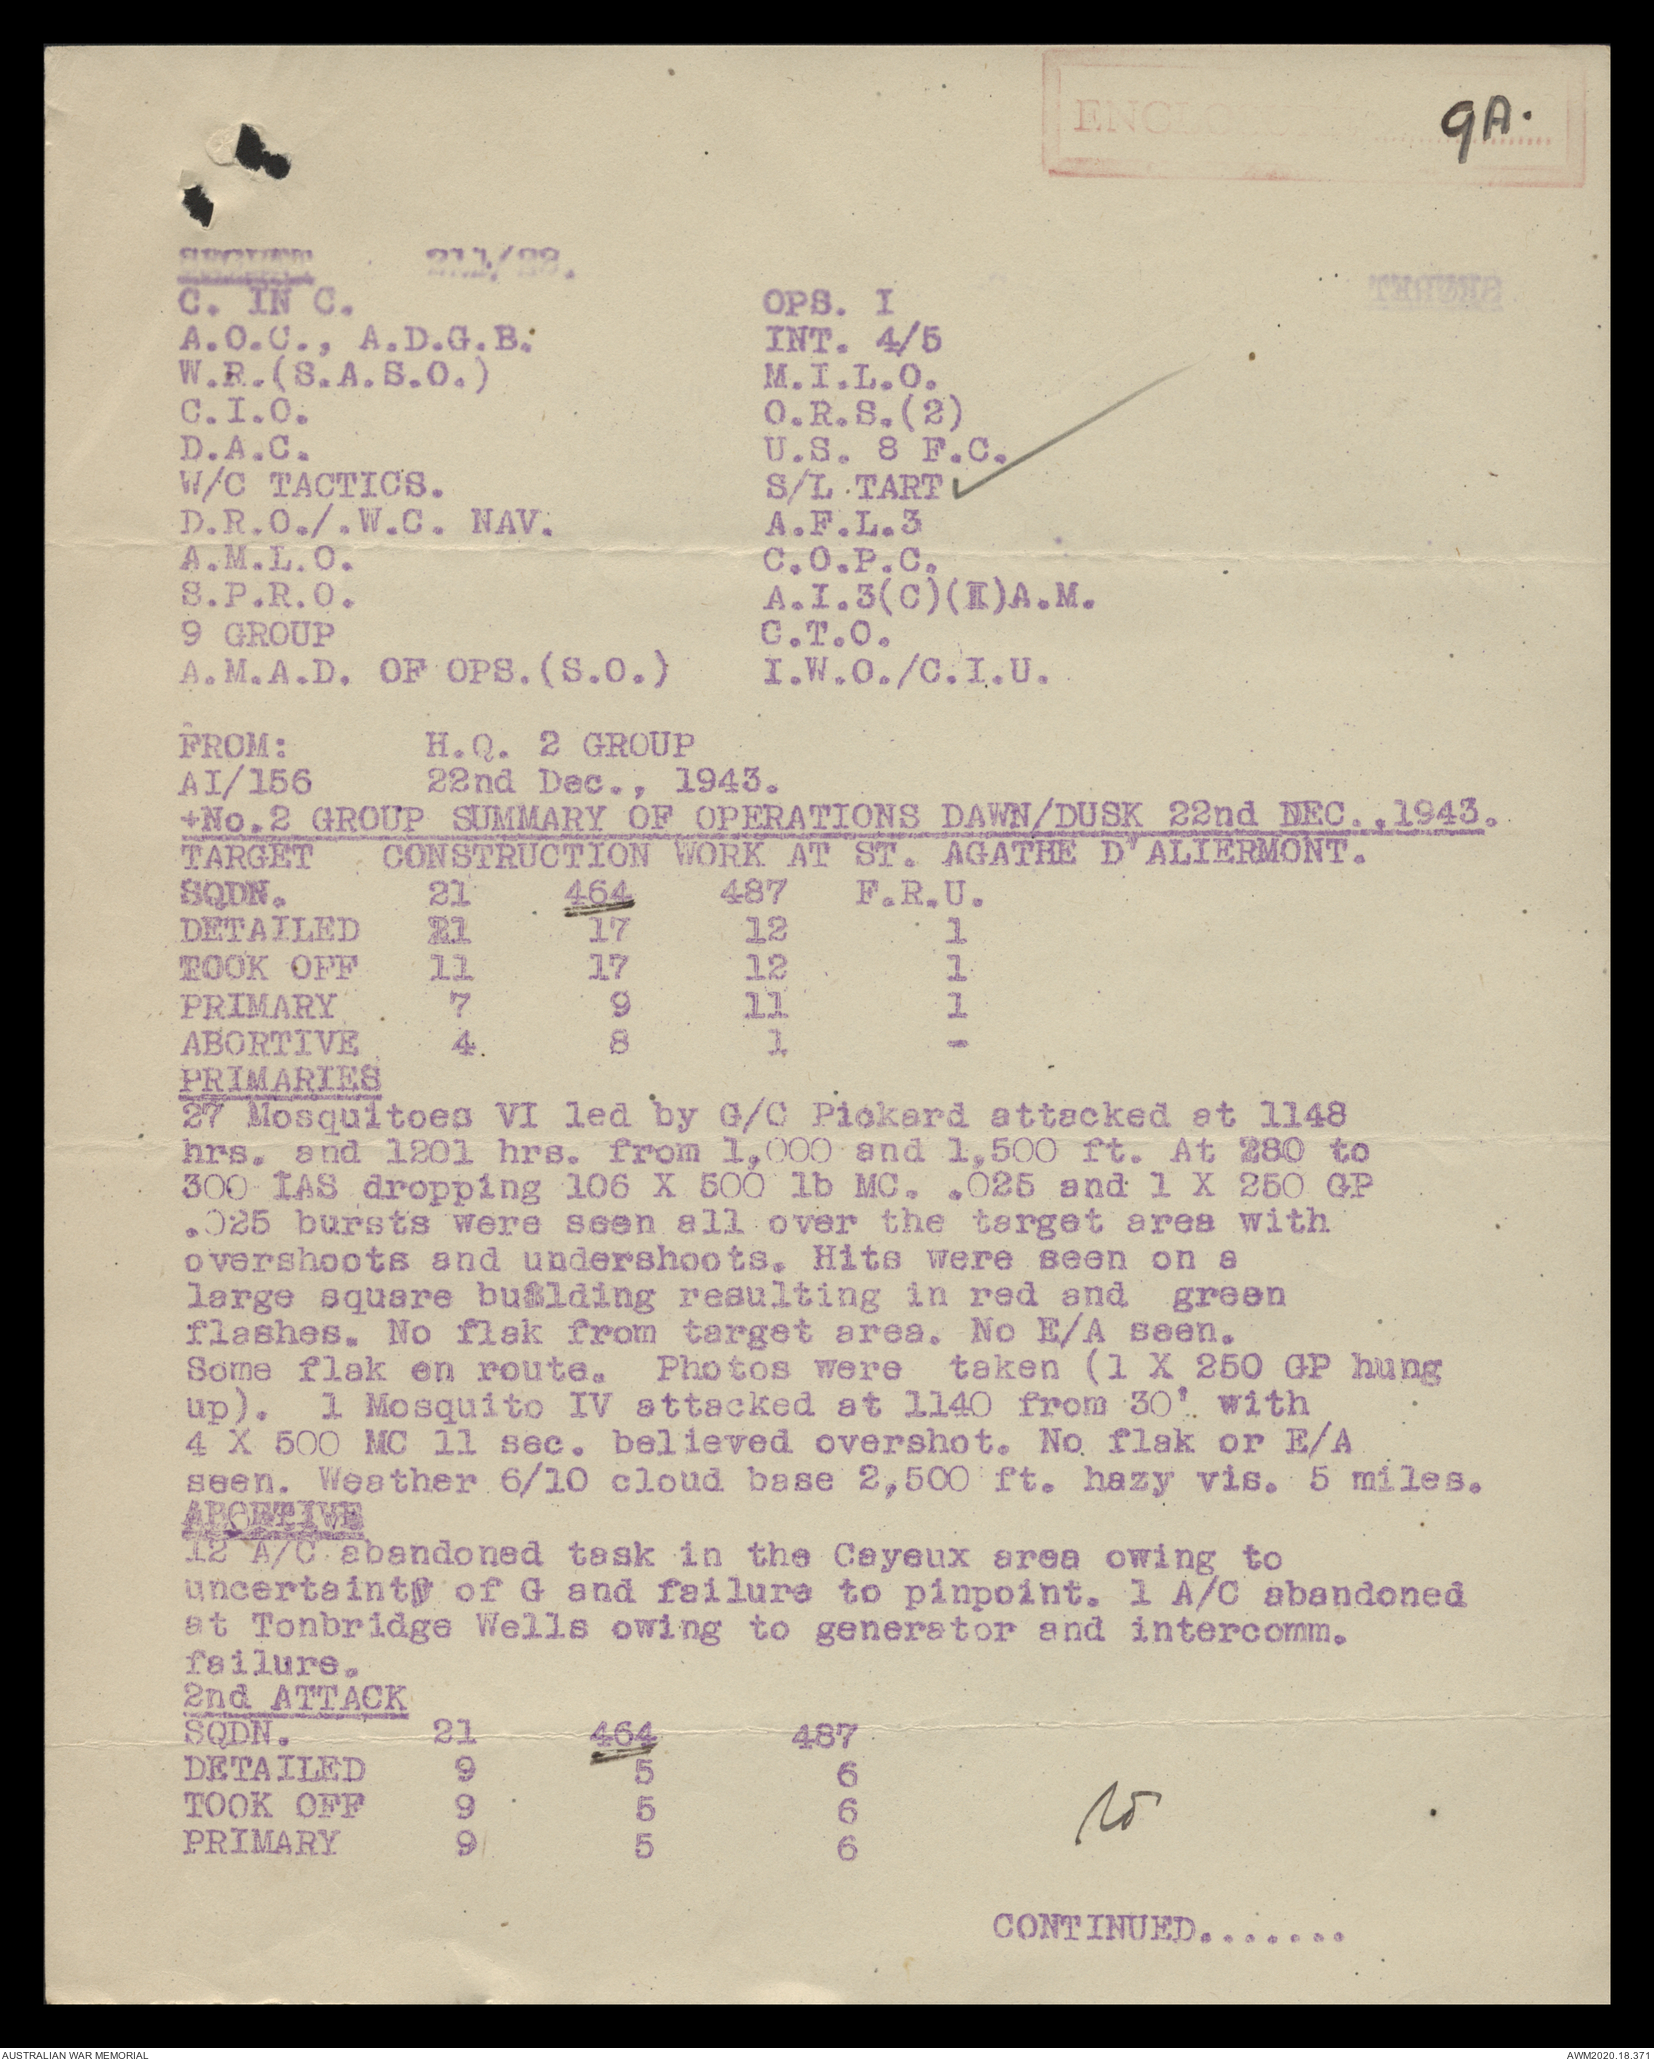 9A.
SECRET 211/22.
SECRET
C. IN C. OPS. I
A.O.C., A.D.G.B. INT. 4/5
W.R.(S.A.S.O.) M.I.L.O.
C.I.O. O.R.S.(2)
D.A.C. U.S. 8 F.C.
W/C TACTICS. S/L TART
D.R.O./.W.C. NAV. A.F.L.3
A.M.L.O. C.O.P.C.
S.P.R.O. A.I.3(C)(II)A.M.
9 GROUP C.T.O.
A.M.A.D. OF OPS.(S.O.) I.W.O./C.I.U.
FROM: H.Q. 2 GROUP
AI/156 22nd Dec., 1943.
+No.2 GROUP SUMMARY OF OPERATIONS DAWN/DUSK 22nd DEC.,1943.
TARGET CONSTRUCTION WORK AT ST. AGATHE D'ALIERMONT.
SQDN. 21 464 487 F.R.U.
DETAILED 11 17 12 1
TOOK OFF 11 17 12 1
PRIMARY 7 9 11 1
ABORTIVE 4 8 1 -
PRIMARIES
27 Mosquitoes VI led by G/C Pickard attacked at 1148
hrs. and 1201 hrs. from 1,000 and 1,500 ft. At 280 to
300 IAS dropping 106 X 500 lb MC. .025 and 1 X 250 GP
.025 bursts were seen all over the target area with
overshoots and undershoots. Hits were seen on a
large square building resulting in red and green
flashes. No flak from target area. No E/A seen.
Some flak en route. Photos were taken (1 X 250 GP hung
up). 1 Mosquito IV attacked at 1140 from 30' with
4 X 500 MC 11 sec. believed overshot. No flak or E/A
seen. Weather 6/10 cloud base 2,500 ft. hazy vis. 5 miles.
ABORTIVE
12 A/C abandoned task in the Cayeux area owing to
uncertainty of G and failure to pinpoint. 1 A/C abandoned
at Tonbridge Wells owing to generator and intercomm.
failure.
2nd ATTACK
SQDN. 21 464 487
DETAILED 9 5 6
TOOK OFF 9 5 6
PRIMARY 9 5 6
CONTINUED.......
AUSTRALIAN WAR MEMORIAL AWM2020.18.371